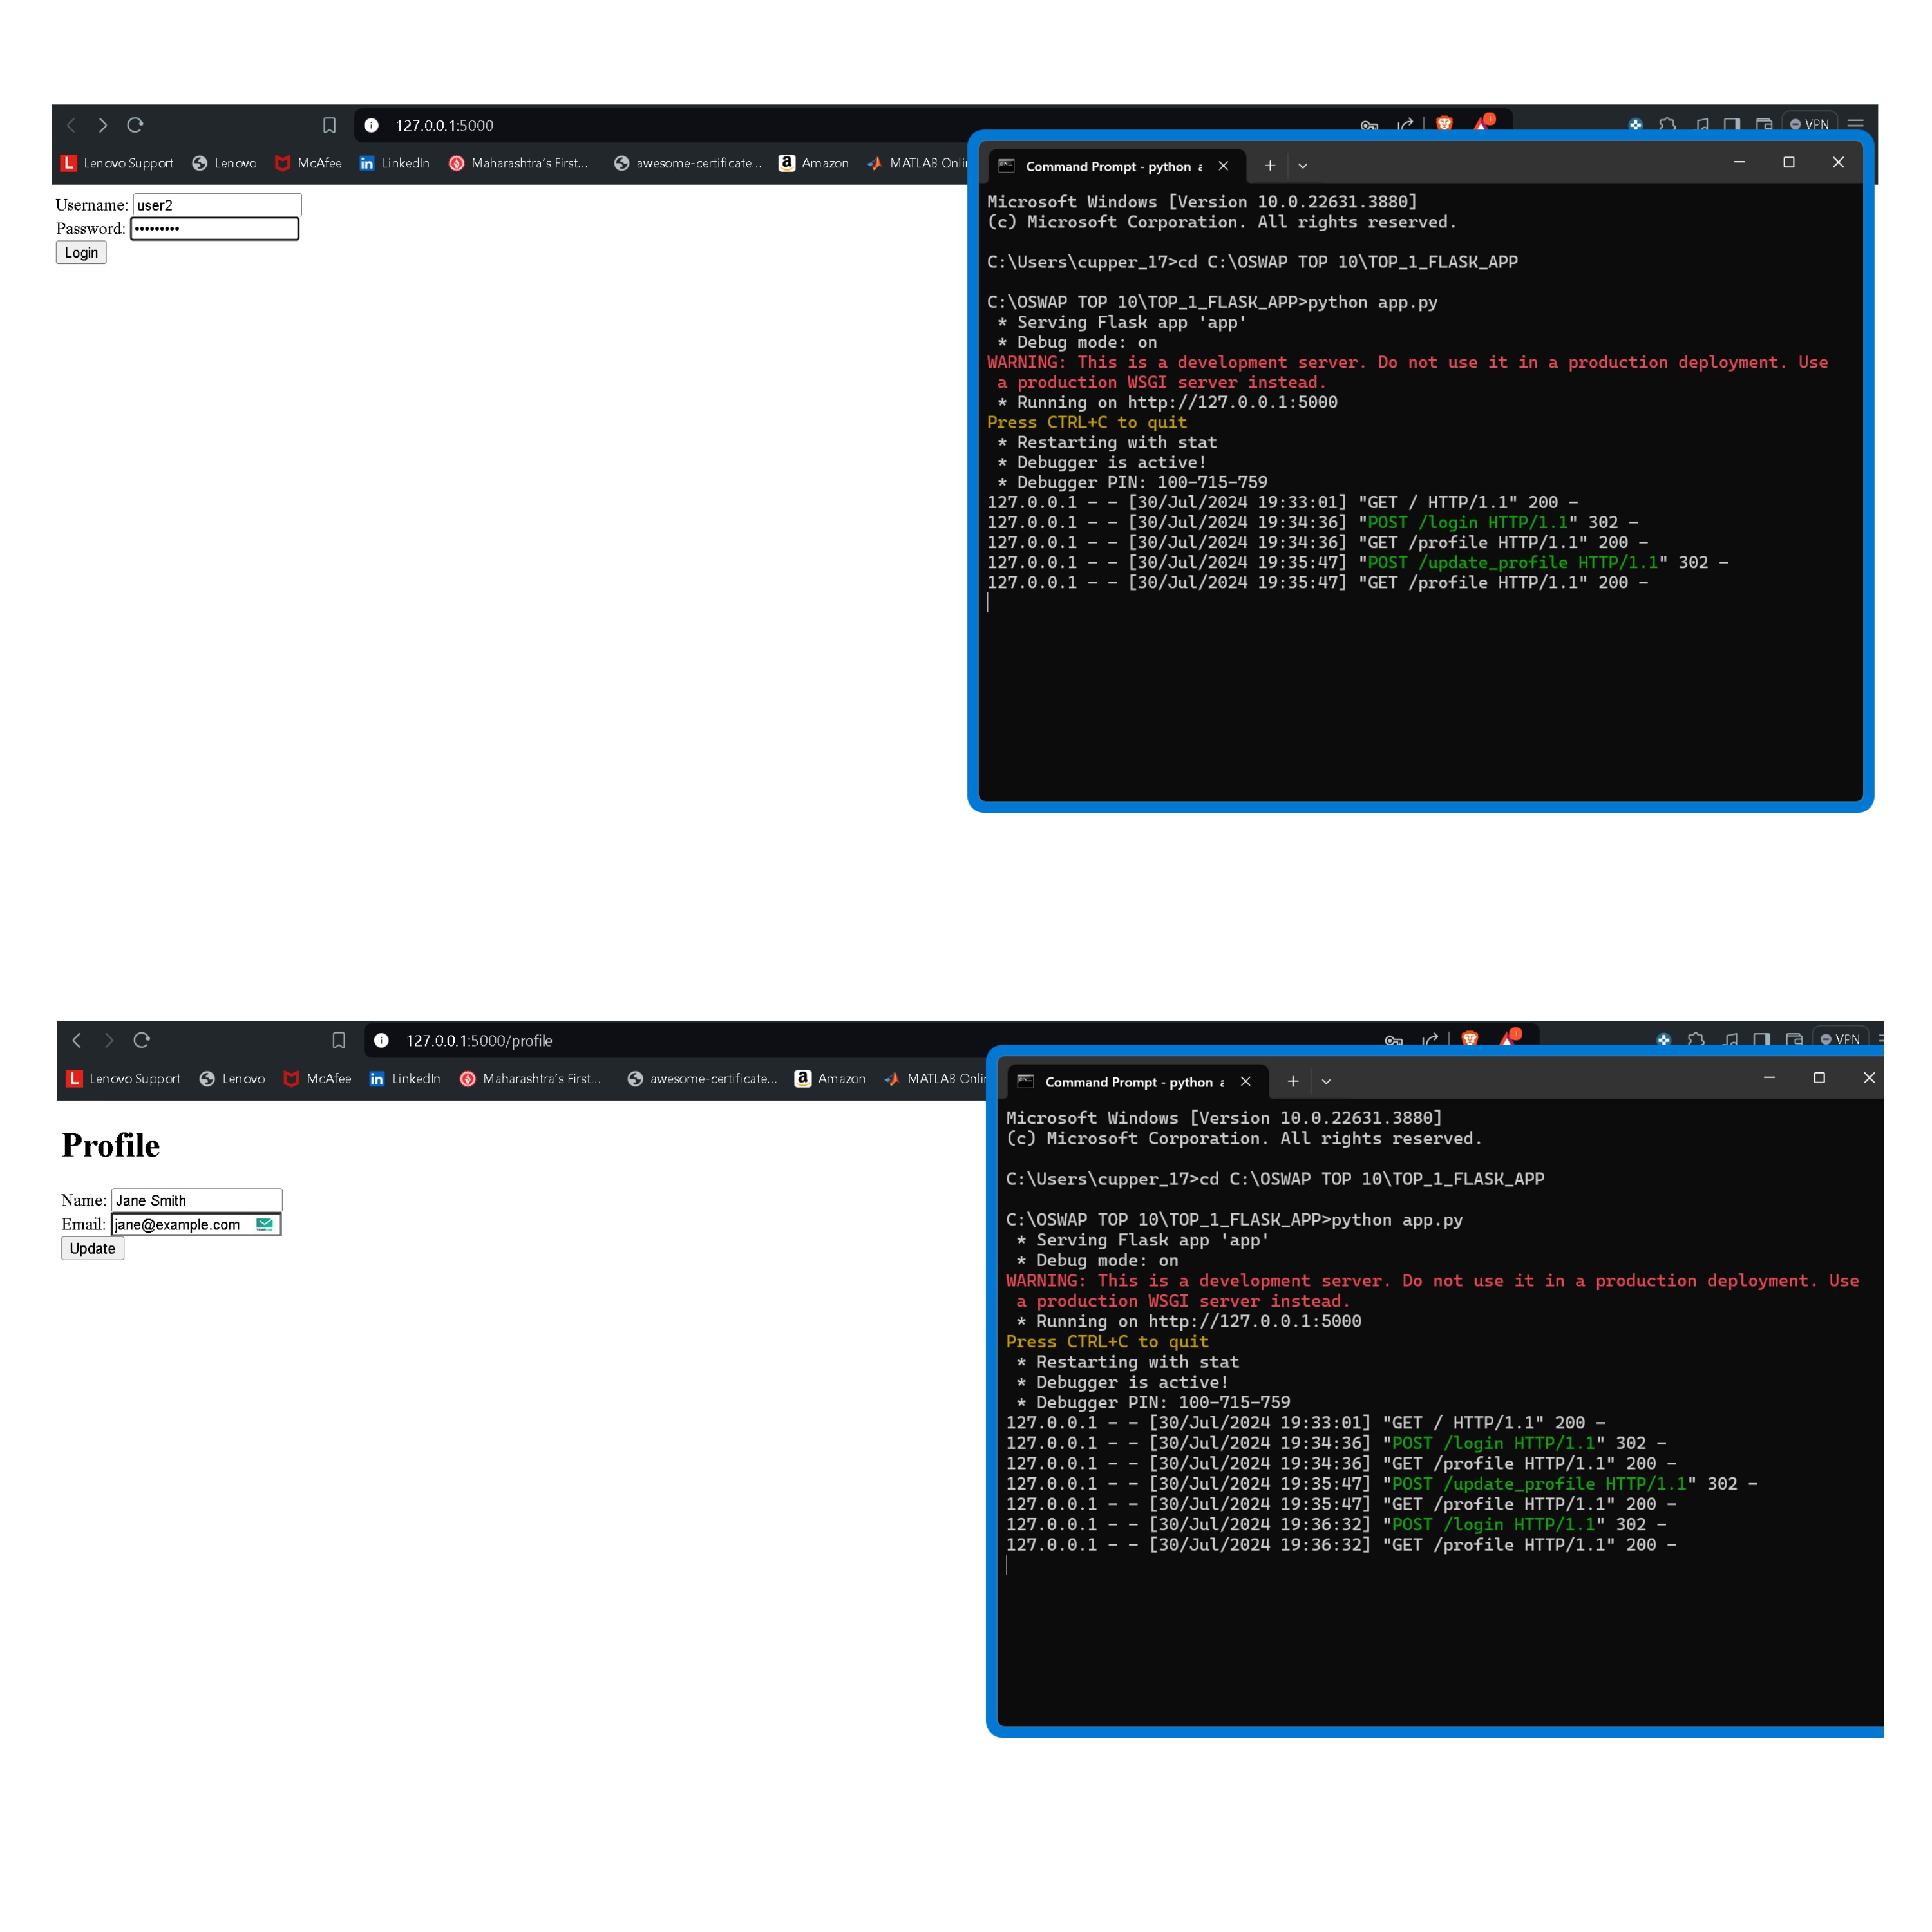 127.0.0.1:5000
VPN
Lenovo Support Lenovo McAfee LinkedIn Maharashtra's First... awesome-certificate... Amazon MATLAB Onlin
Username: user2
Password: •••••••••
Login
Command Prompt - python
Microsoft Windows [Version 10.0.22631.3880]
(c) Microsoft Corporation. All rights reserved.
C:\Users\cupper_17>cd C:\OSWAP TOP 10\TOP_1_FLASK_APP
C:\OSWAP TOP 10\TOP_1_FLASK_APP>python app.py
* Serving Flask app 'app'
* Debug mode: on
WARNING: This is a development server. Do not use it in a production deployment. Use
a production WSGI server instead.
* Running on http://127.0.0.1:5000
Press CTRL+C to quit
* Restarting with stat
* Debugger is active!
* Debugger PIN: 100-715-759
127.0.0.1 - - [30/Jul/2024 19:33:01] "GET / HTTP/1.1" 200 -
127.0.0.1 - - [30/Jul/2024 19:34:36] "POST /login HTTP/1.1" 302 -
127.0.0.1 - - [30/Jul/2024 19:34:36] "GET /profile HTTP/1.1" 200 -
127.0.0.1 - - [30/Jul/2024 19:35:47] "POST /update_profile HTTP/1.1" 302 -
127.0.0.1 - - [30/Jul/2024 19:35:47] "GET /profile HTTP/1.1" 200 -
127.0.0.1:5000/profile
VPN
Lenovo Support Lenovo McAfee LinkedIn Maharashtra's First... awesome-certificate... Amazon MATLAB Onlin
Profile
Name: Jane Smith
Email: jane@example.com
Update
Command Prompt - python
Microsoft Windows [Version 10.0.22631.3880]
(c) Microsoft Corporation. All rights reserved.
C:\Users\cupper_17>cd C:\OSWAP TOP 10\TOP_1_FLASK_APP
C:\OSWAP TOP 10\TOP_1_FLASK_APP>python app.py
* Serving Flask app 'app'
* Debug mode: on
WARNING: This is a development server. Do not use it in a production deployment. Use
a production WSGI server instead.
* Running on http://127.0.0.1:5000
Press CTRL+C to quit
* Restarting with stat
* Debugger is active!
* Debugger PIN: 100-715-759
127.0.0.1 - - [30/Jul/2024 19:33:01] "GET / HTTP/1.1" 200 -
127.0.0.1 - - [30/Jul/2024 19:34:36] "POST /login HTTP/1.1" 302 -
127.0.0.1 - - [30/Jul/2024 19:34:36] "GET /profile HTTP/1.1" 200 -
127.0.0.1 - - [30/Jul/2024 19:35:47] "POST /update_profile HTTP/1.1" 302 -
127.0.0.1 - - [30/Jul/2024 19:35:47] "GET /profile HTTP/1.1" 200 -
127.0.0.1 - - [30/Jul/2024 19:36:32] "POST /login HTTP/1.1" 302 -
127.0.0.1 - - [30/Jul/2024 19:36:32] "GET /profile HTTP/1.1" 200 -